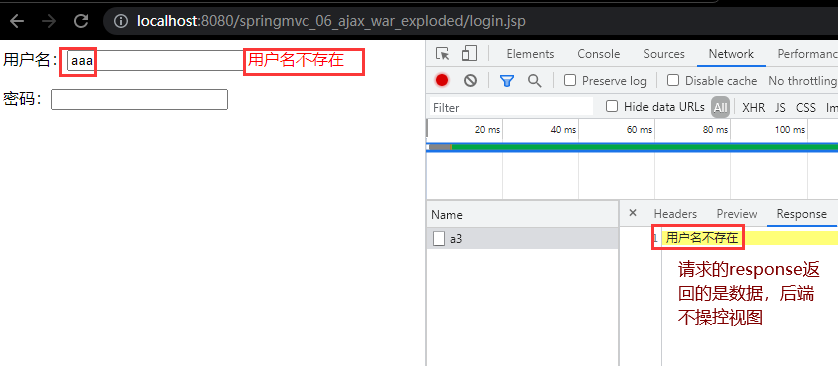 localhost:8080/springmvc_06_ajax_war_exploded/login.jsp
用户名： aaa 用户名不存在
密码：
Elements Console Sources Network Performance
Preserve log Disable cache No throttling
Filter Hide data URLs All XHR JS CSS Im
20 ms 40 ms 60 ms 80 ms 100 ms
Name × Headers Preview Response
a3
1 用户名不存在
请求的response返
回的是数据，后端
不操控视图